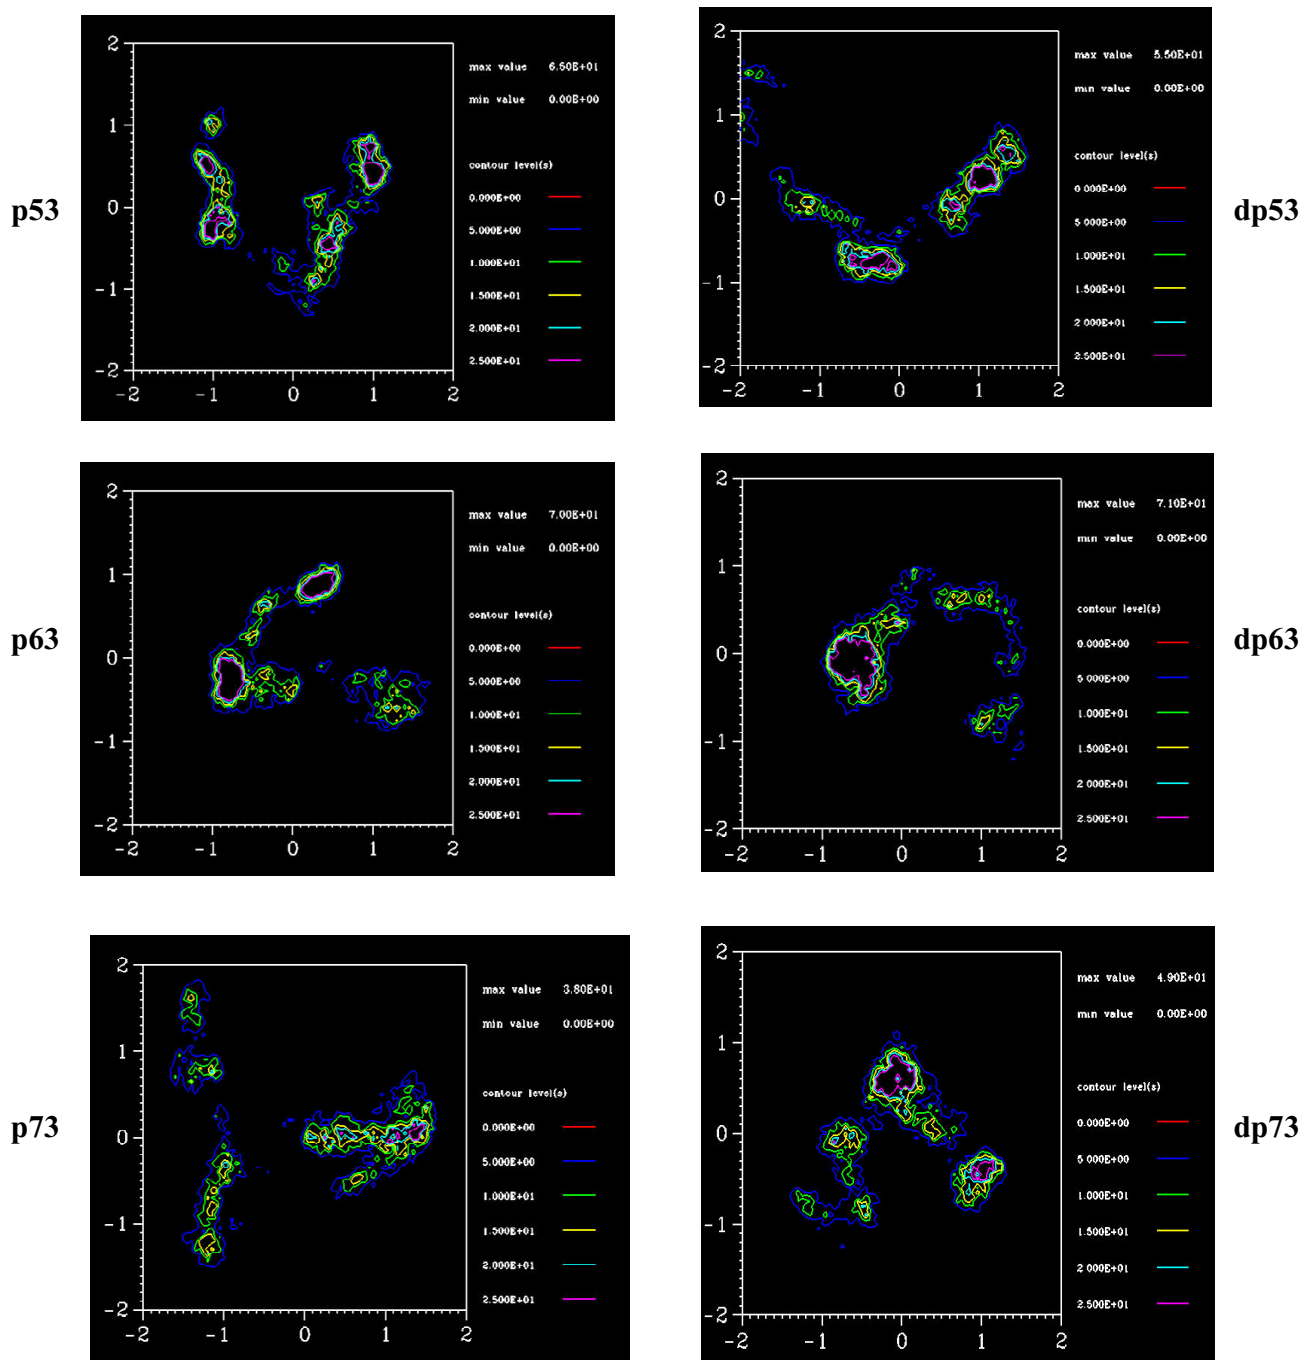 p53
2
1
0
-1
-2
-2 -1 0 1 2
max value 6.50E+01
min value 0.00E+00
contour level(s)
0.000E+00
5.000E+00
1.000E+01
1.500E+01
2.000E+01
2.500E+01
dp53
2
1
0
-1
-2
-2 -1 0 1 2
max value 5.50E+01
min value 0.00E+00
contour level(s)
0.000E+00
5 000E+00
1.000E+01
1.500E+01
2 000E+01
2.500E+01
p63
2
1
0
-1
-2
-2 -1 0 1 2
max value 7.00E+01
min value 0.00E+00
contour level(s)
0.000E+00
5.000E+00
1.000E+01
1.500E+01
2.000E+01
2.500E+01
dp63
2
1
0
-1
-2
-2 -1 0 1 2
max value 7.10E+01
min value 0.00E+00
contour level(s)
0.000E+00
5 000E+00
1.000E+01
1.500E+01
2 000E+01
2.500E+01
p73
2
1
0
-1
-2
-2 -1 0 1 2
max value 3.80E+01
min value 0.00E+00
contour level(s)
0.000E+00
5.000E+00
1.000E+01
1.500E+01
2.000E+01
2.500E+01
dp73
2
1
0
-1
-2
-2 -1 0 1 2
max value 4.90E+01
min value 0.00E+00
contour level(s)
0.000E+00
5 000E+00
1.000E+01
1.500E+01
2 000E+01
2.500E+01